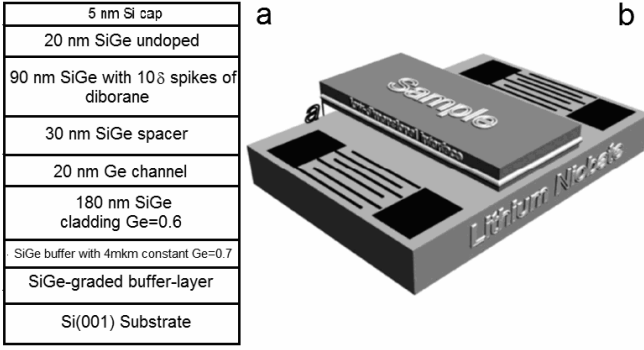 5 nm Si cap
20 nm SiGe undoped
90 nm SiGe with 10δ spikes of
diborane
30 nm SiGe spacer
20 nm Ge channel
180 nm SiGe
cladding Ge=0.6
SiGe buffer with 4mkm constant Ge=0.7
SiGe-graded buffer-layer
Si(001) Substrate
a
b
Sample
a
Lithium Niobate